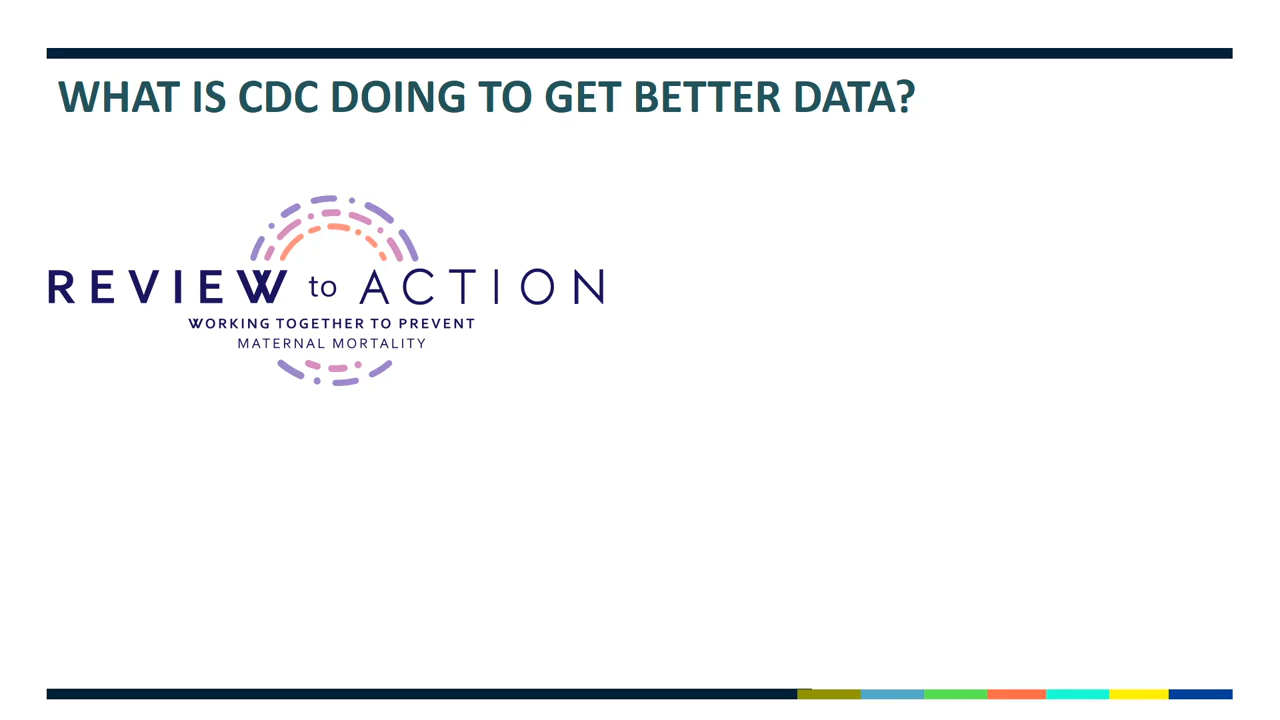 WHAT IS CDC DOING TO GET BETTER DATA?
REVIEW to ACTION
WORKING TOGETHER TO PREVENT
MATERNAL MORTALITY